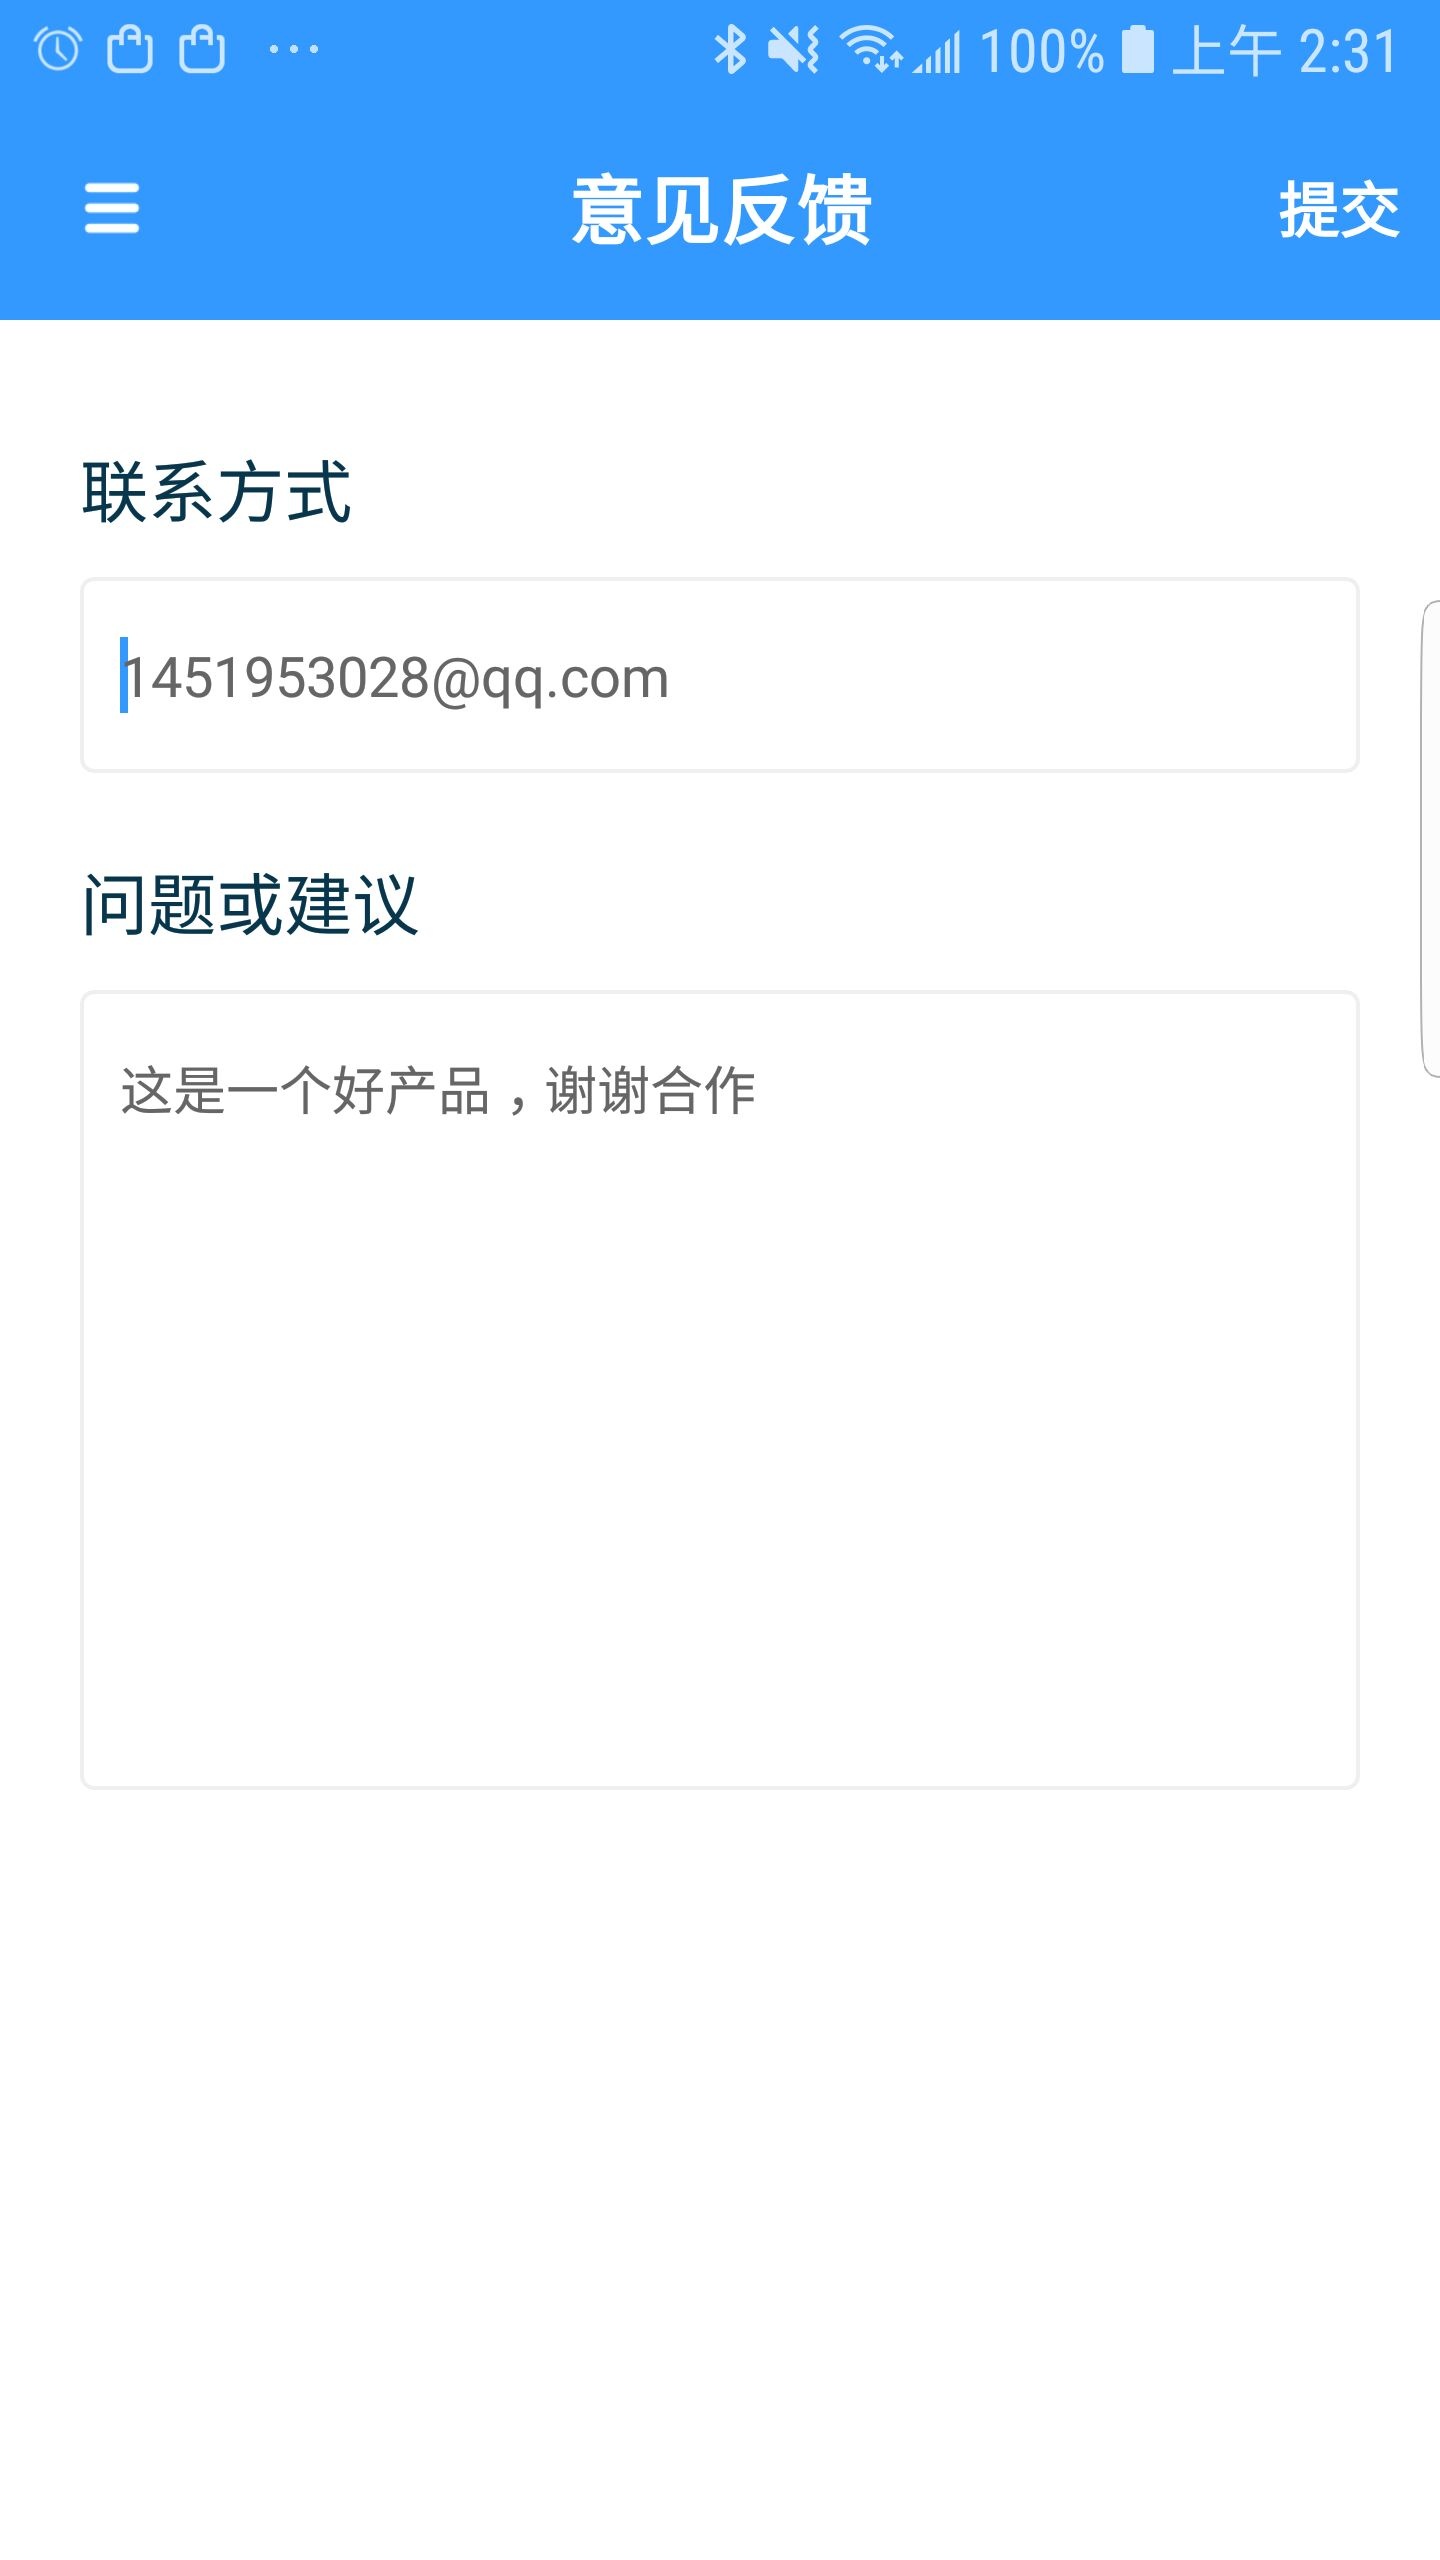 100% 上午 2:31
意见反馈 提交
联系方式
1451953028@qq.com
问题或建议
这是一个好产品，谢谢合作